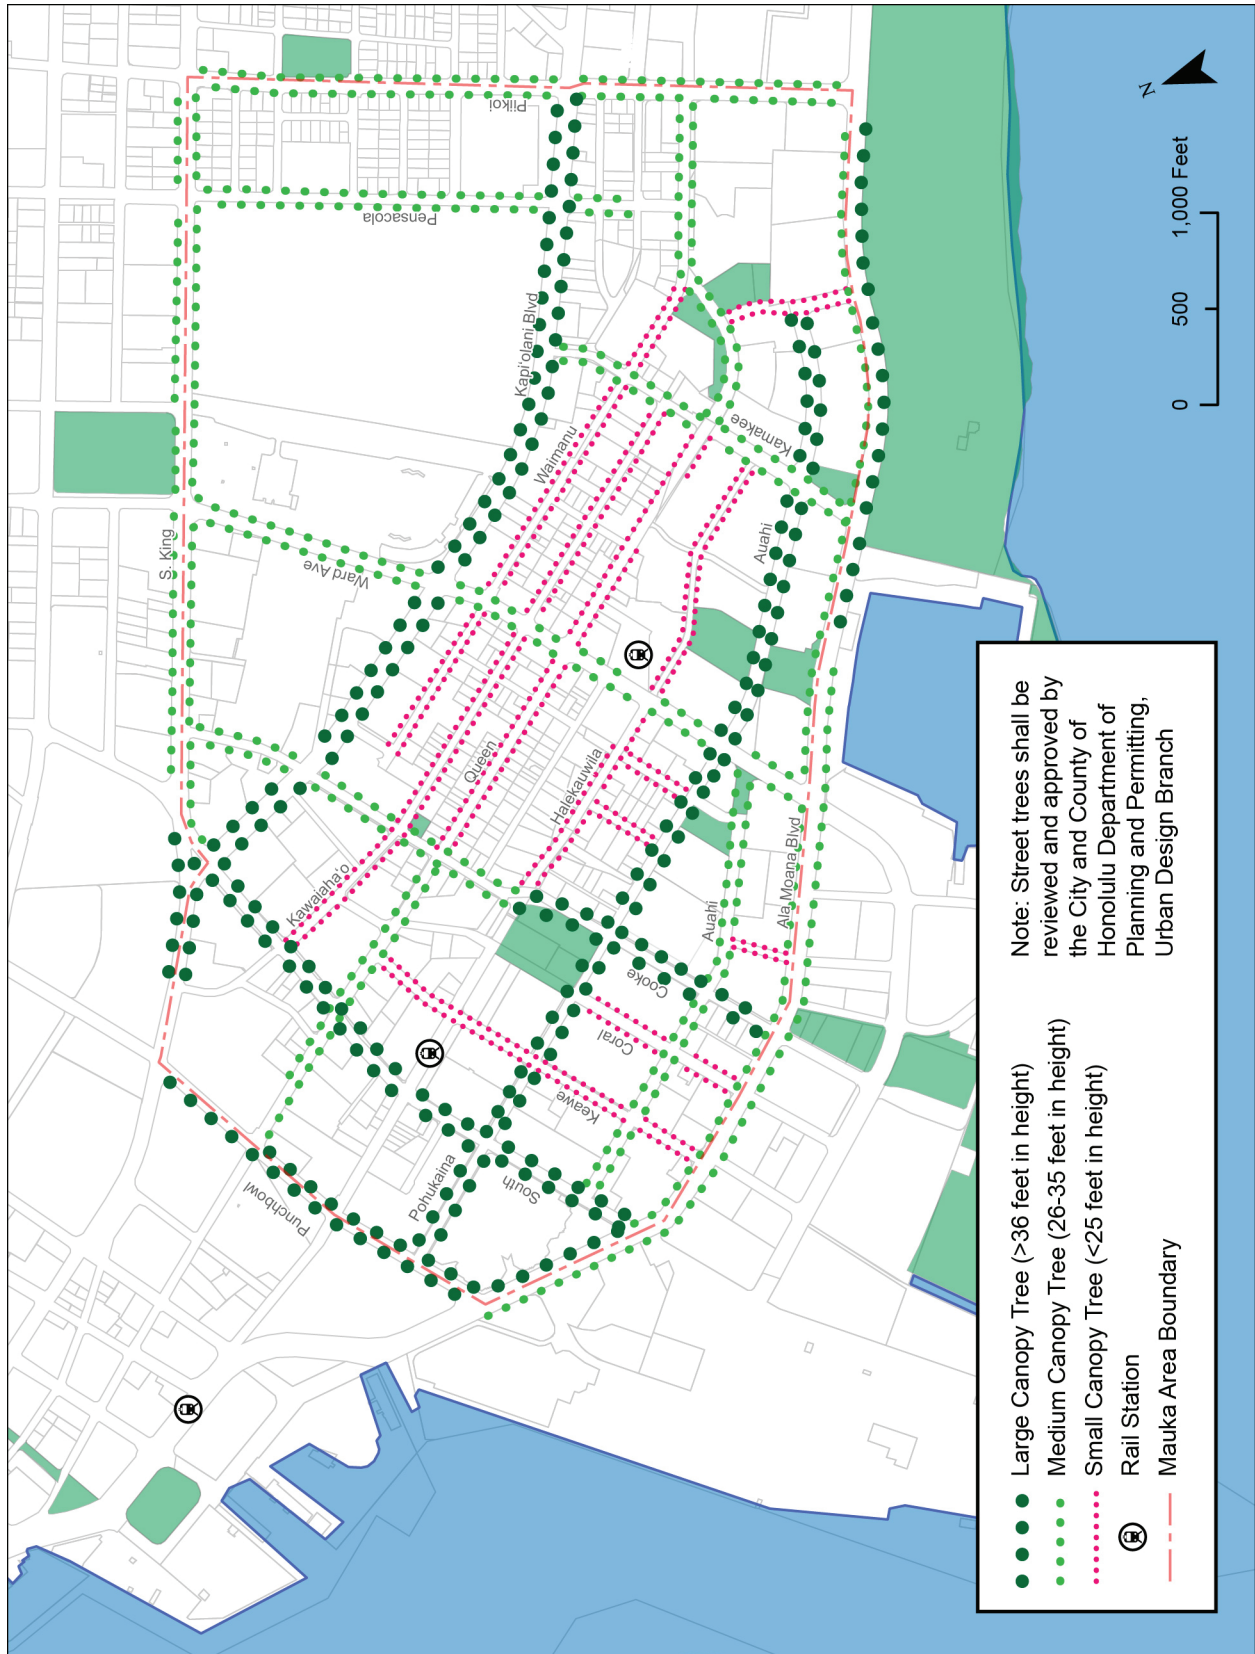 Piikoi
Pensacola
Kapi'olani Blvd
Waimanu
Kamakee
Ward Ave
S. King
Auahi
Queen
Halekauwila
Kawaiaha'o
Ala Moana Blvd
Auahi
Cooke
Coral
Keawe
Pohukaina
South
Punchbowl
N
0 500 1,000 Feet
Large Canopy Tree (>36 feet in height)
Medium Canopy Tree (26-35 feet in height)
Small Canopy Tree (<25 feet in height)
Rail Station
Mauka Area Boundary
Note: Street trees shall be
reviewed and approved by
the City and County of
Honolulu Department of
Planning and Permitting,
Urban Design Branch